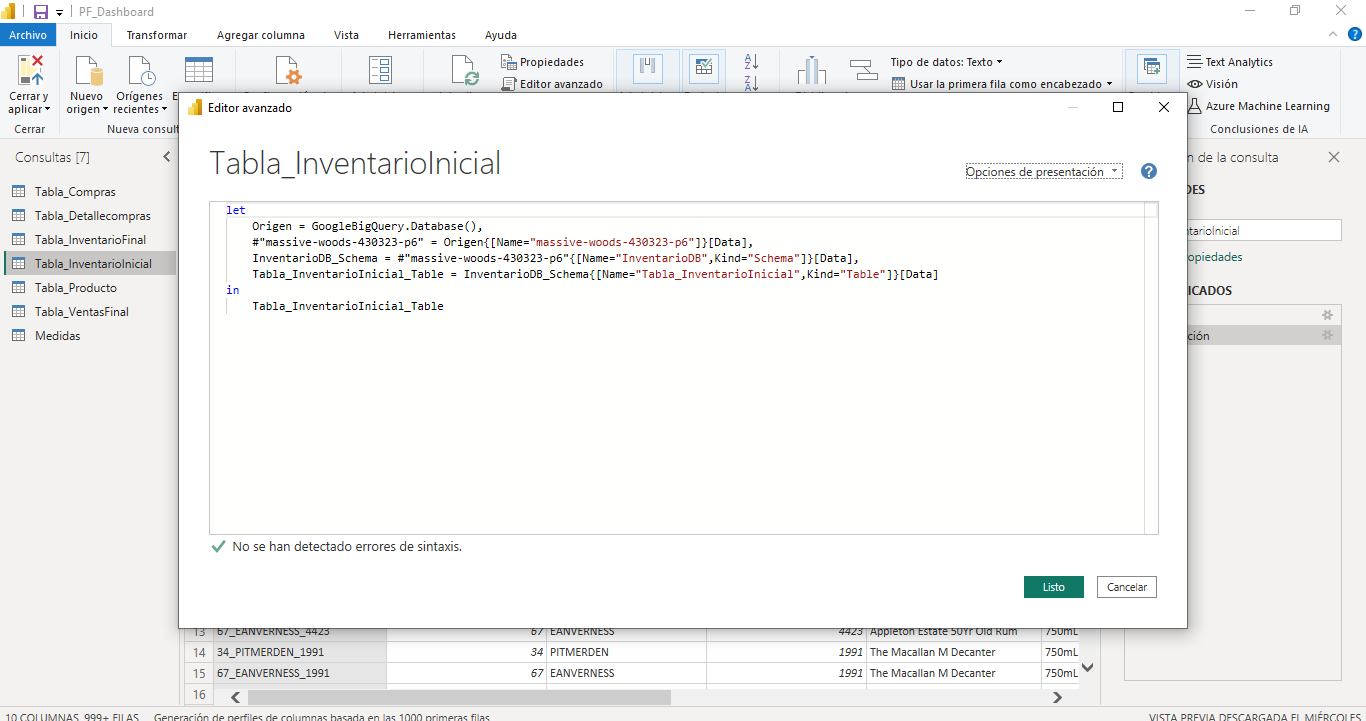 PF_Dashboard
Archivo Inicio Transformar Agregar columna Vista Herramientas Ayuda
Cerrar y aplicar
Nuevo origen
Orígenes recientes
Propiedades
Editor avanzado
Tipo de datos: Texto
Usar la primera fila como encabezado
Text Analytics
Visión
Azure Machine Learning
Cerrar
Nueva consult
Conclusiones de IA
Consultas [7]
Tabla_Compras
Tabla_Detallecompras
Tabla_InventarioFinal
Tabla_InventarioInicial
Tabla_Producto
Tabla_VentasFinal
Medidas
Editor avanzado
Tabla_InventarioInicial
Opciones de presentación
let
Origen = GoogleBigQuery.Database(),
#"massive-woods-430323-p6" = Origen{[Name="massive-woods-430323-p6"]}[Data],
InventarioDB_Schema = #"massive-woods-430323-p6"{[Name="InventarioDB",Kind="Schema"]}[Data],
Tabla_InventarioInicial_Table = InventarioDB_Schema{[Name="Tabla_InventarioInicial",Kind="Table"]}[Data]
in
Tabla_InventarioInicial_Table
No se han detectado errores de sintaxis.
Listo Cancelar
n de la consulta
DES
tarioInicial
opiedades
ICADOS
ción
13 67_EANVERNESS_4423 67 EANVERNESS 4423 Appleton Estate 50Yr Old Rum 750mL
14 34_PITMERDEN_1991 34 PITMERDEN 1991 The Macallan M Decanter 750mL
15 67_EANVERNESS_1991 67 EANVERNESS 1991 The Macallan M Decanter 750mL
16
10 COLUMNAS, 999+ FILAS Generación de perfiles de columnas basada en las 1000 primeras filas
VISTA PREVIA DESCARGADA EL MIÉRCOLES